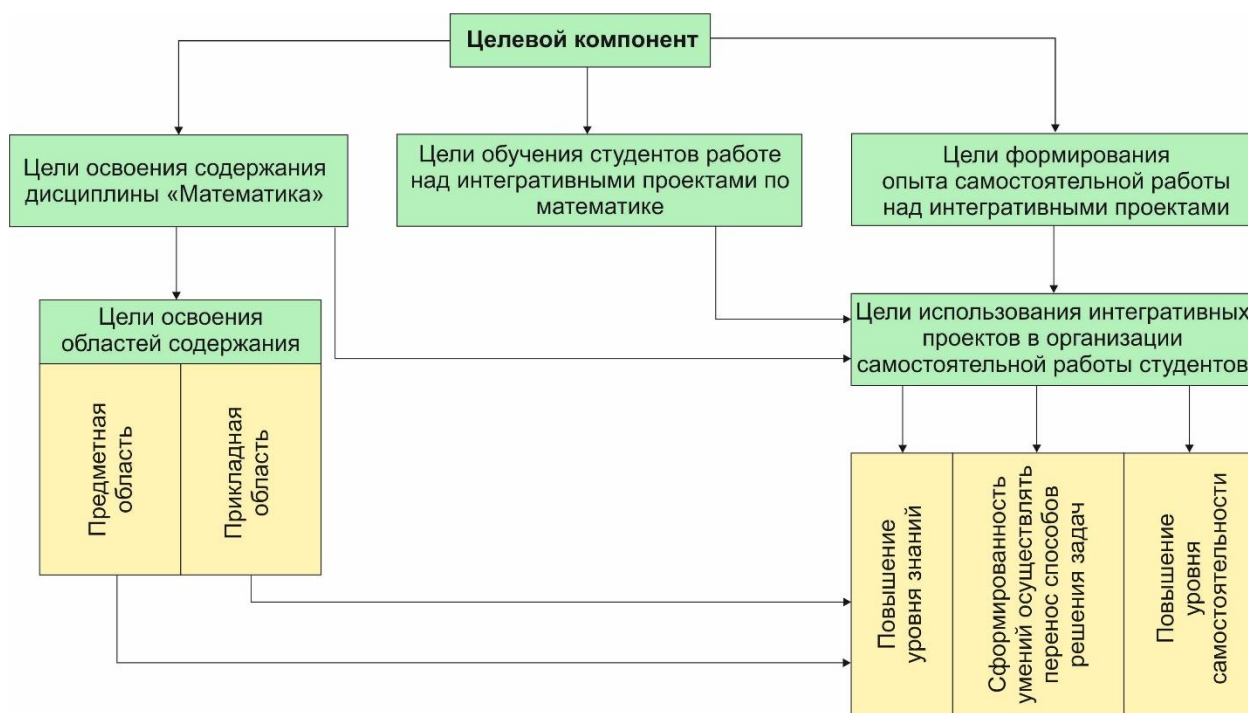 Целевой компонент
Цели освоения содержания
дисциплины «Математика»
Цели обучения студентов работе
над интегративными проектами по
математике
Цели формирования
опыта самостоятельной работы
над интегративными проектами
Цели освоения
областей содержания
Цели использования интегративных
проектов в организации
самостоятельной работы студентов
Предметная
область
Прикладная
область
Повышение
уровня знаний
Сформированность
умений осуществлять
перенос способов
решения задач
Повышение
уровня
самостоятельности